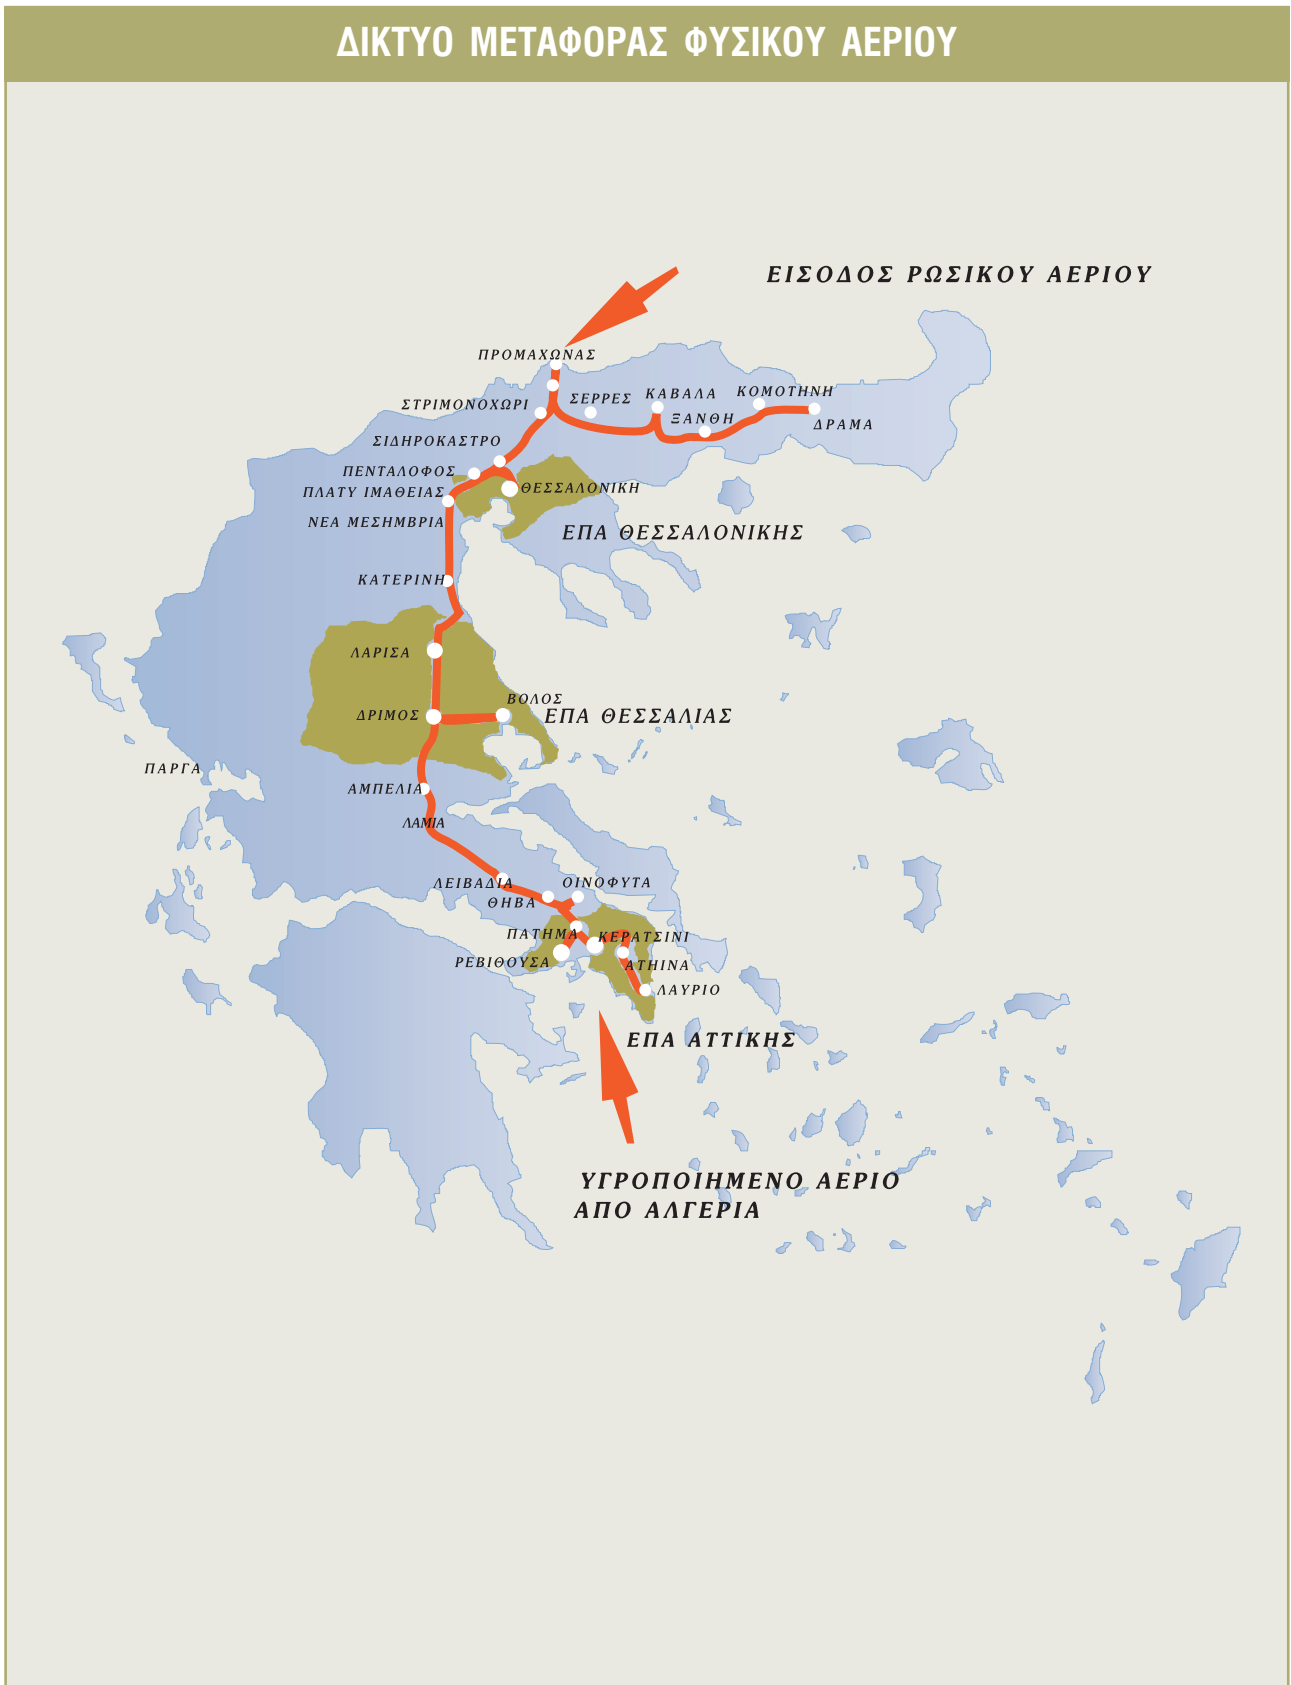 ΔΙΚΤΥΟ ΜΕΤΑΦΟΡΑΣ ΦΥΣΙΚΟΥ ΑΕΡΙΟΥ
ΕΙΣΟΔΟΣ ΡΩΣΙΚΟΥ ΑΕΡΙΟΥ
ΠΡΟΜΑΧΩΝΑΣ
ΣΤΡΙΜΟΝΟΧΩΡΙ
ΣΕΡΡΕΣ
ΚΑΒΑΛΑ
ΚΟΜΟΤΗΝΗ
ΞΑΝΘΗ
ΔΡΑΜΑ
ΣΙΔΗΡΟΚΑΣΤΡΟ
ΠΕΝΤΑΛΟΦΟΣ
ΠΛΑΤΥ ΙΜΑΘΕΙΑΣ
ΘΕΣΣΑΛΟΝΙΚΗ
ΝΕΑ ΜΕΣΗΜΒΡΙΑ
ΕΠΑ ΘΕΣΣΑΛΟΝΙΚΗΣ
ΚΑΤΕΡΙΝΗ
ΛΑΡΙΣΑ
ΒΟΛΟΣ
ΔΡΙΜΟΣ
ΕΠΑ ΘΕΣΣΑΛΙΑΣ
ΠΑΡΓΑ
ΑΜΠΕΛΙΑ
ΛΑΜΙΑ
ΛΕΙΒΑΔΙΑ
ΟΙΝΟΦΥΤΑ
ΘΗΒΑ
ΠΑΤΗΜΑ
ΚΕΡΑΤΣΙΝΙ
ΡΕΒΙΘΟΥΣΑ
ΑΤΗΙΝΑ
ΛΑΥΡΙΟ
ΕΠΑ ΑΤΤΙΚΗΣ
ΥΓΡΟΠΟΙΗΜΕΝΟ ΑΕΡΙΟ
ΑΠΟ ΑΛΓΕΡΙΑ